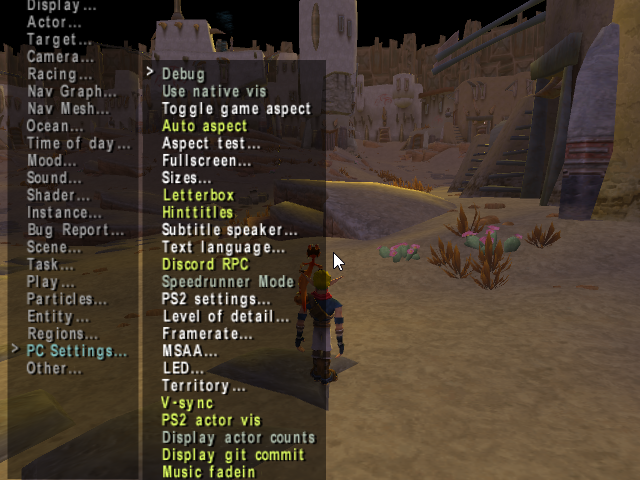 Display...
Actor...
Target...
Camera...
Racing...
Nav Graph...
Nav Mesh...
Ocean...
Time of day...
Mood...
Sound...
Shader...
Instance...
Bug Report...
Scene...
Task...
Play...
Particles...
Entity...
Regions...
> PC Settings...
Other...
> Debug
Use native vis
Toggle game aspect
Auto aspect
Aspect test...
Fullscreen...
Sizes...
Letterbox
Hinttitles
Subtitle speaker...
Text language...
Discord RPC
Speedrunner Mode
PS2 settings...
Level of detail...
Framerate...
MSAA...
LED...
Territory...
V-sync
PS2 actor vis
Display actor counts
Display git commit
Music fadein